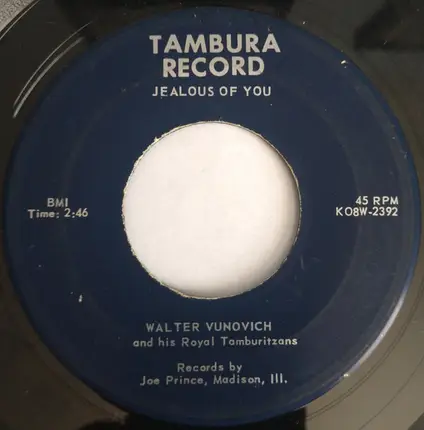 TAMBURA
RECORD
JEALOUS OF YOU
BMI
Time: 2:46
45 RPM
KO8W-2392
WALTER VUNOVICH
and his Royal Tamburitzans
Records by
Joe Prince, Madison, Ill.